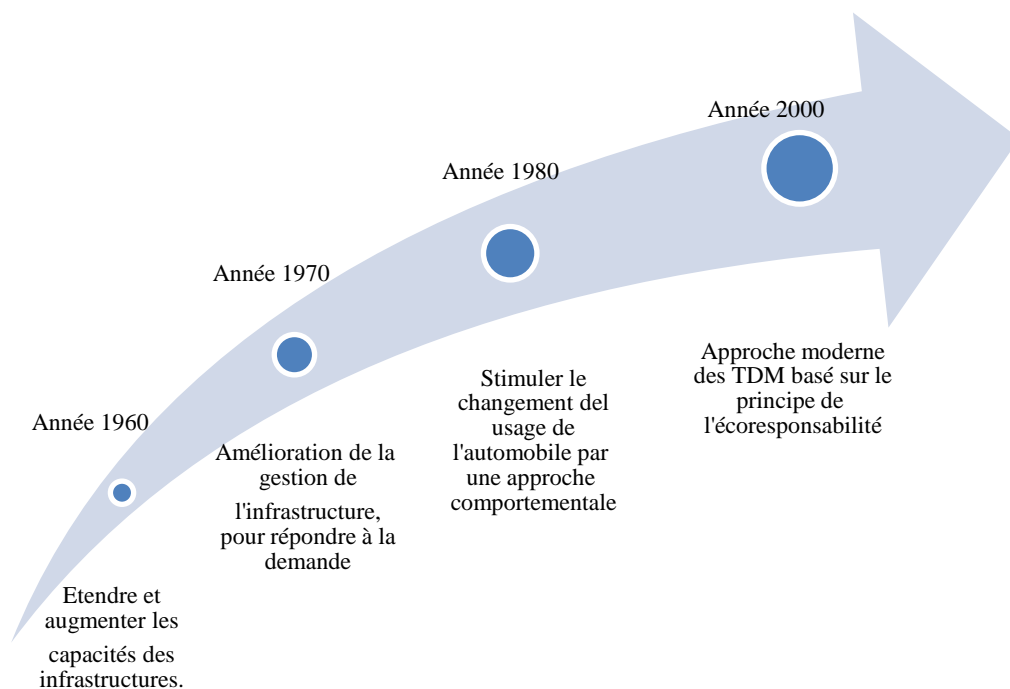 Année 1960
Etendre et
augmenter les
capacités des
infrastructures.
Année 1970
Amélioration de la
gestion de
l'infrastructure,
pour répondre à la
demande
Année 1980
Stimuler le
changement del
usage de
l'automobile par
une approche
comportementale
Année 2000
Approche moderne
des TDM basé sur le
principe de
l'écoresponsabilité